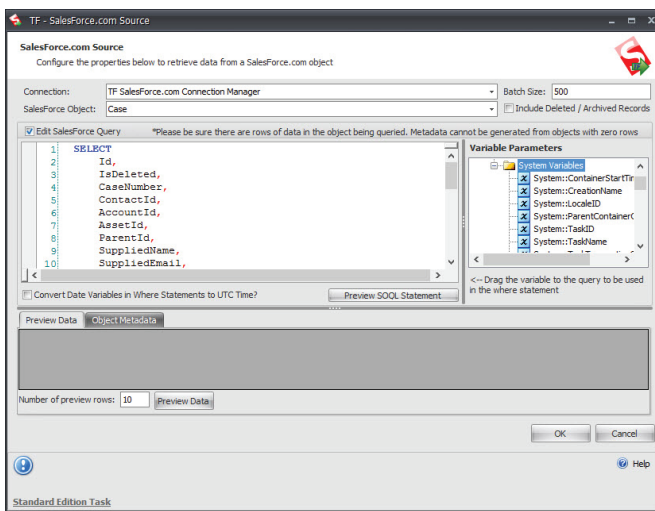 TF - SalesForce.com Source
SalesForce.com Source
Configure the properties below to retrieve data from a SalesForce.com object
Connection: TF SalesForce.com Connection Manager Batch Size: 500
SalesForce Object: Case Include Deleted / Archived Records
Edit SalesForce Query *Please be sure there are rows of data in the object being queried. Metadata cannot be generated from objects with zero rows
1 SELECT
2 Id,
3 IsDeleted,
4 CaseNumber,
5 ContactId,
6 AccountId,
7 AssetId,
8 ParentId,
9 SuppliedName,
10 SuppliedEmail,
Variable Parameters
System Variables
System::ContainerStartTir
System::CreationName
System::LocaleID
System::ParentContainerC
System::TaskID
System::TaskName
<-- Drag the variable to the query to be used
in the where statement
Convert Date Variables in Where Statements to UTC Time? Preview SOQL Statement
Preview Data Object Metadata
Number of preview rows: 10 Preview Data
OK Cancel
Help
Standard Edition Task